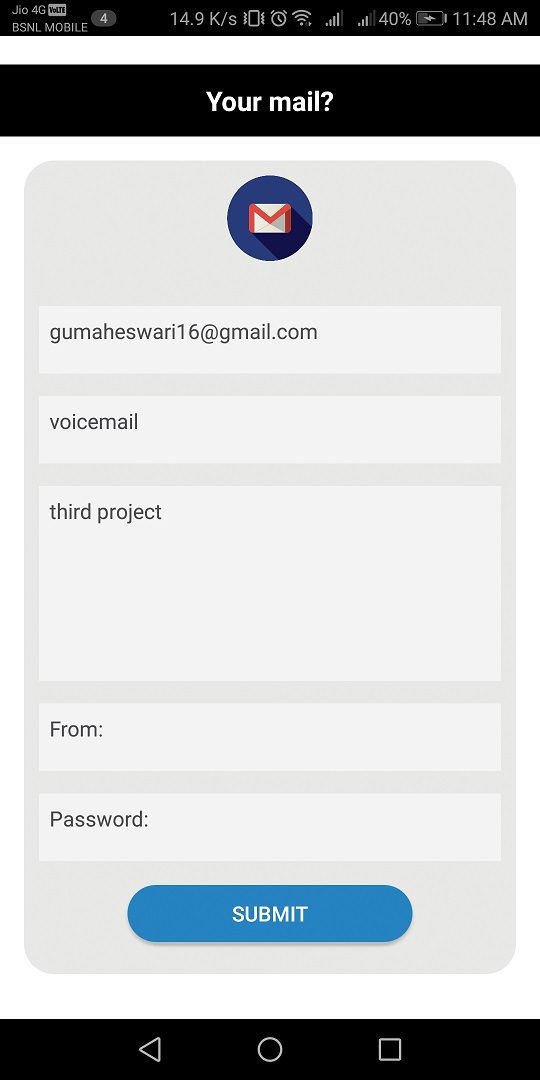 Jio 4G VoLTE
BSNL MOBILE 4 14.9 K/s 40% 11:48 AM
Your mail?
gumaheswari16@gmail.com
voicemail
third project
From:
Password:
SUBMIT